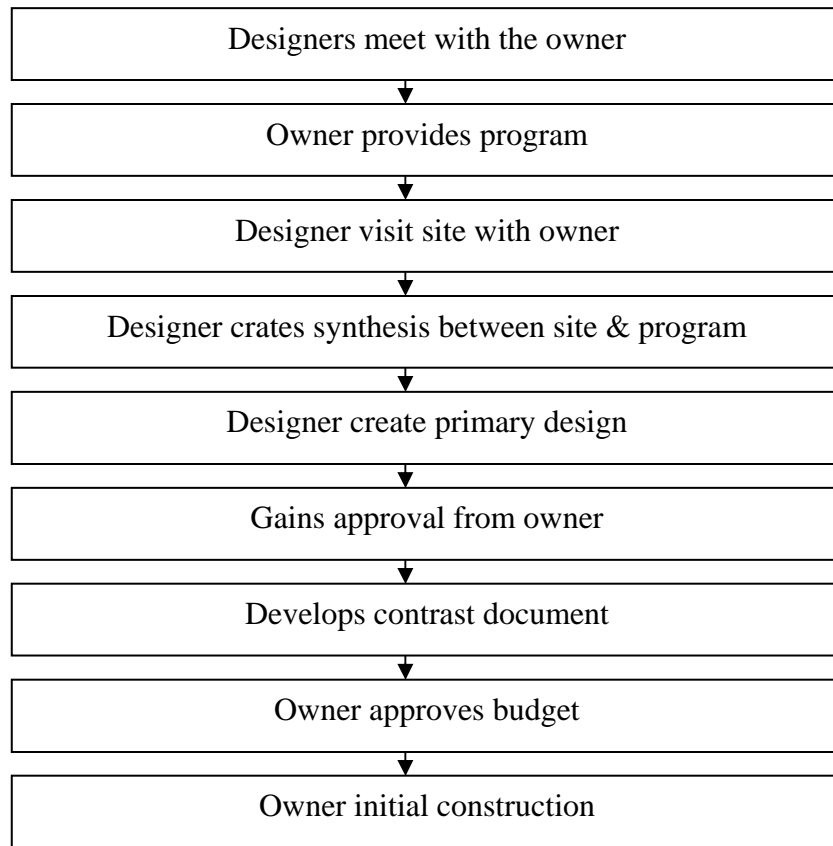 Designers meet with the owner
Owner provides program
Designer visit site with owner
Designer crates synthesis between site & program
Designer create primary design
Gains approval from owner
Develops contrast document
Owner approves budget
Owner initial construction